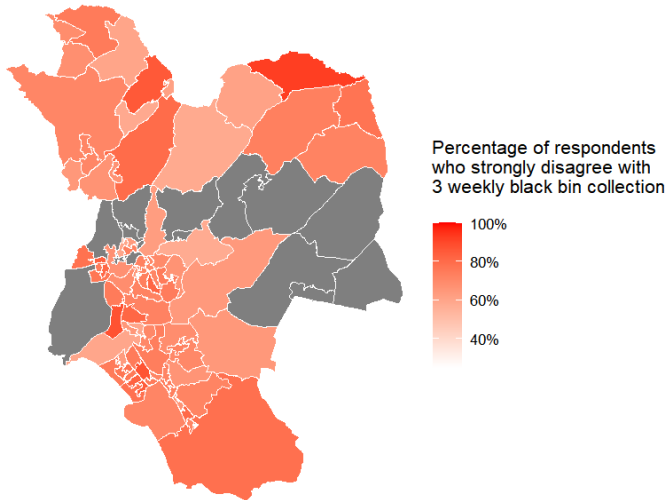 Percentage of respondents
who strongly disagree with
3 weekly black bin collection
100%
80%
60%
40%